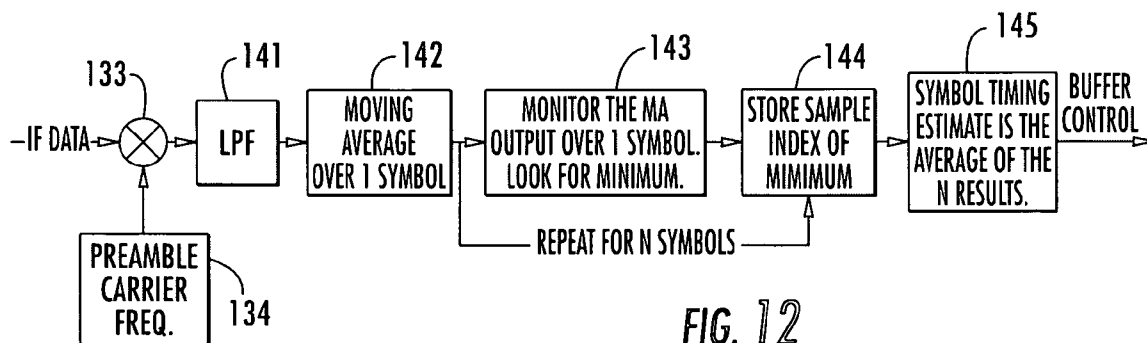 133
141
142
143
144
145
IF DATA
LPF
MOVING
AVERAGE
OVER 1 SYMBOL
MONITOR THE MA
OUTPUT OVER 1 SYMBOL.
LOOK FOR MINIMUM.
STORE SAMPLE
INDEX OF
MIMIMUM
SYMBOL TIMING
ESTIMATE IS THE
AVERAGE OF THE
N RESULTS.
BUFFER
CONTROL
REPEAT FOR N SYMBOLS
PREAMBLE
CARRIER
FREQ.
134
FIG. 12